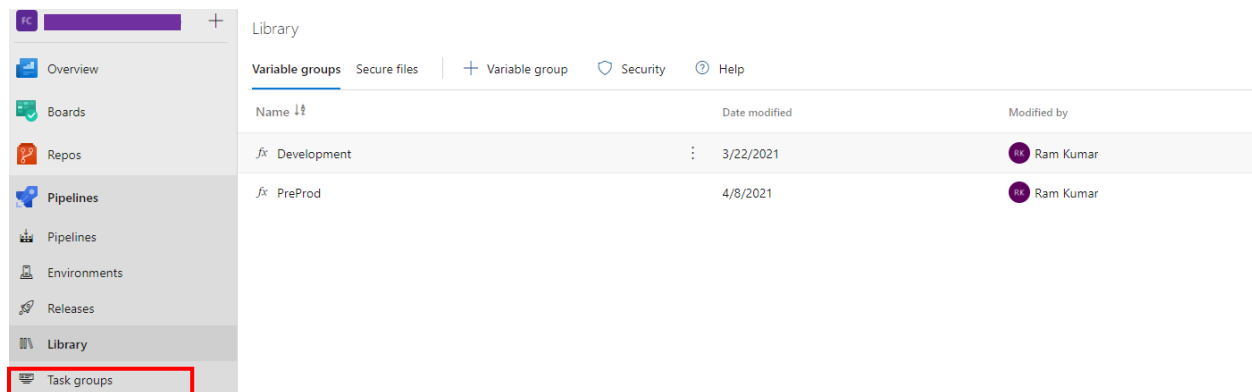 FC
Overview
Boards
Repos
Pipelines
Pipelines
Environments
Releases
Library
Task groups
Library
Variable groups Secure files Variable group Security ? Help
Name Date modified Modified by
fx Development 3/22/2021 RK Ram Kumar
fx PreProd 4/8/2021 RK Ram Kumar